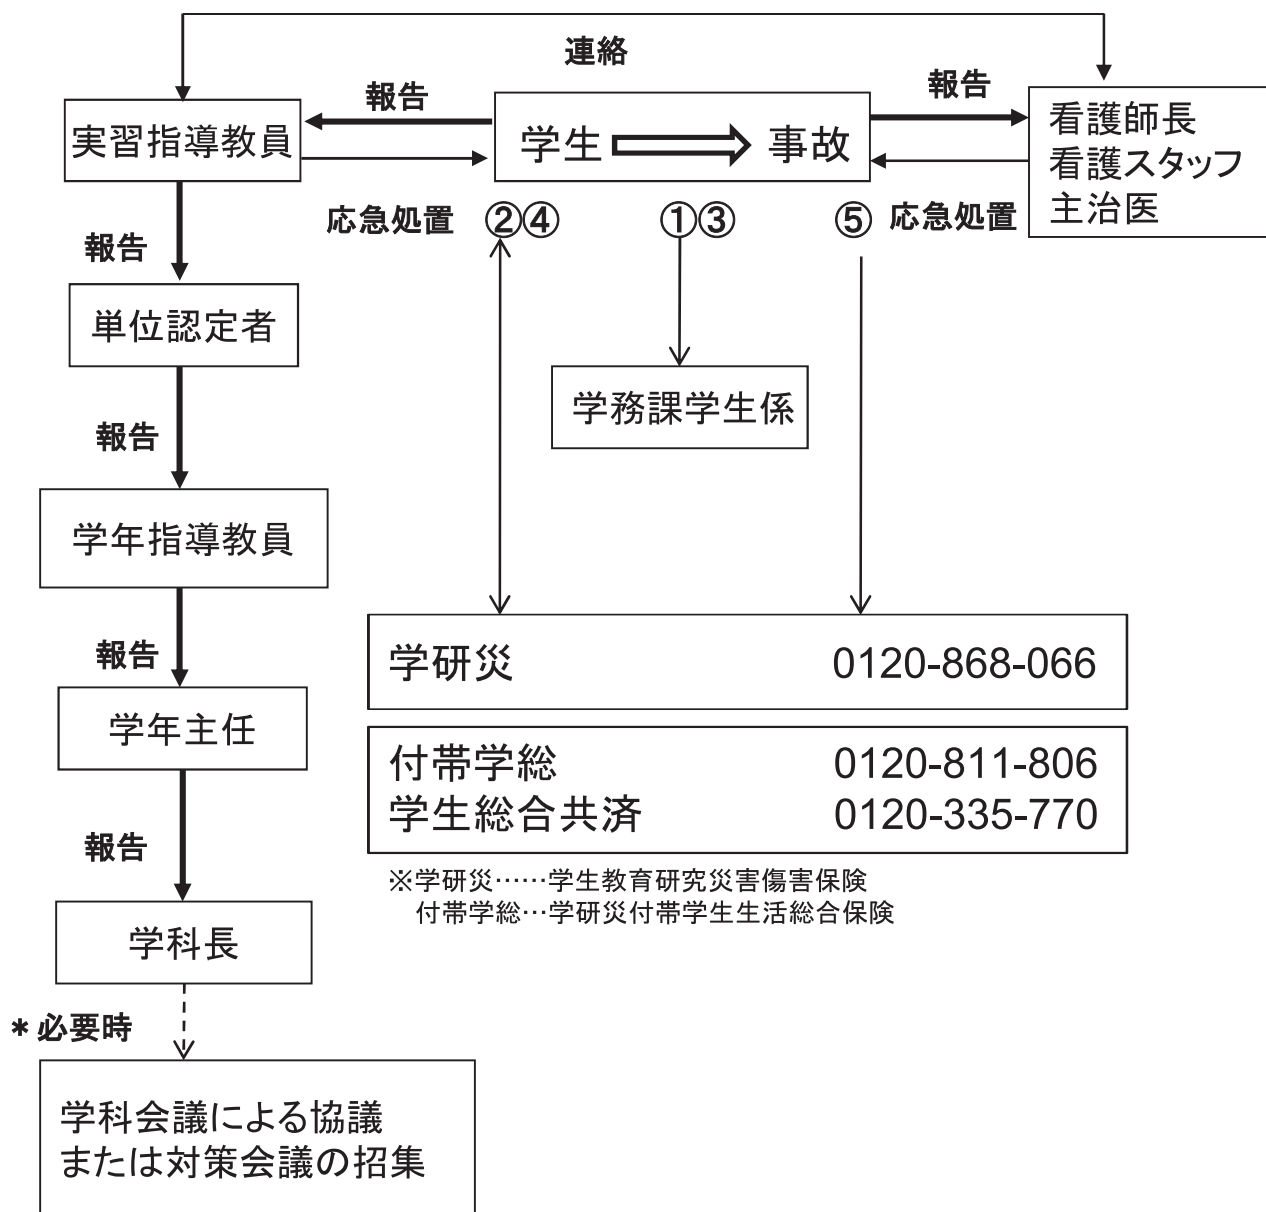 連絡
報告
報告
実習指導教員
学生
事故
看護師長
看護スタッフ
主治医
応急処置
②④
①③
⑤
応急処置
報告
単位認定者
学務課学生係
報告
学年指導教員
学研災 0120-868-066
報告
学年主任
付帯学総 0120-811-806
学生総合共済 0120-335-770
報告
※学研災……学生教育研究災害傷害保険
付帯学総…学研災付帯学生生活総合保険
学科長
*必要時
学科会議による協議
または対策会議の招集